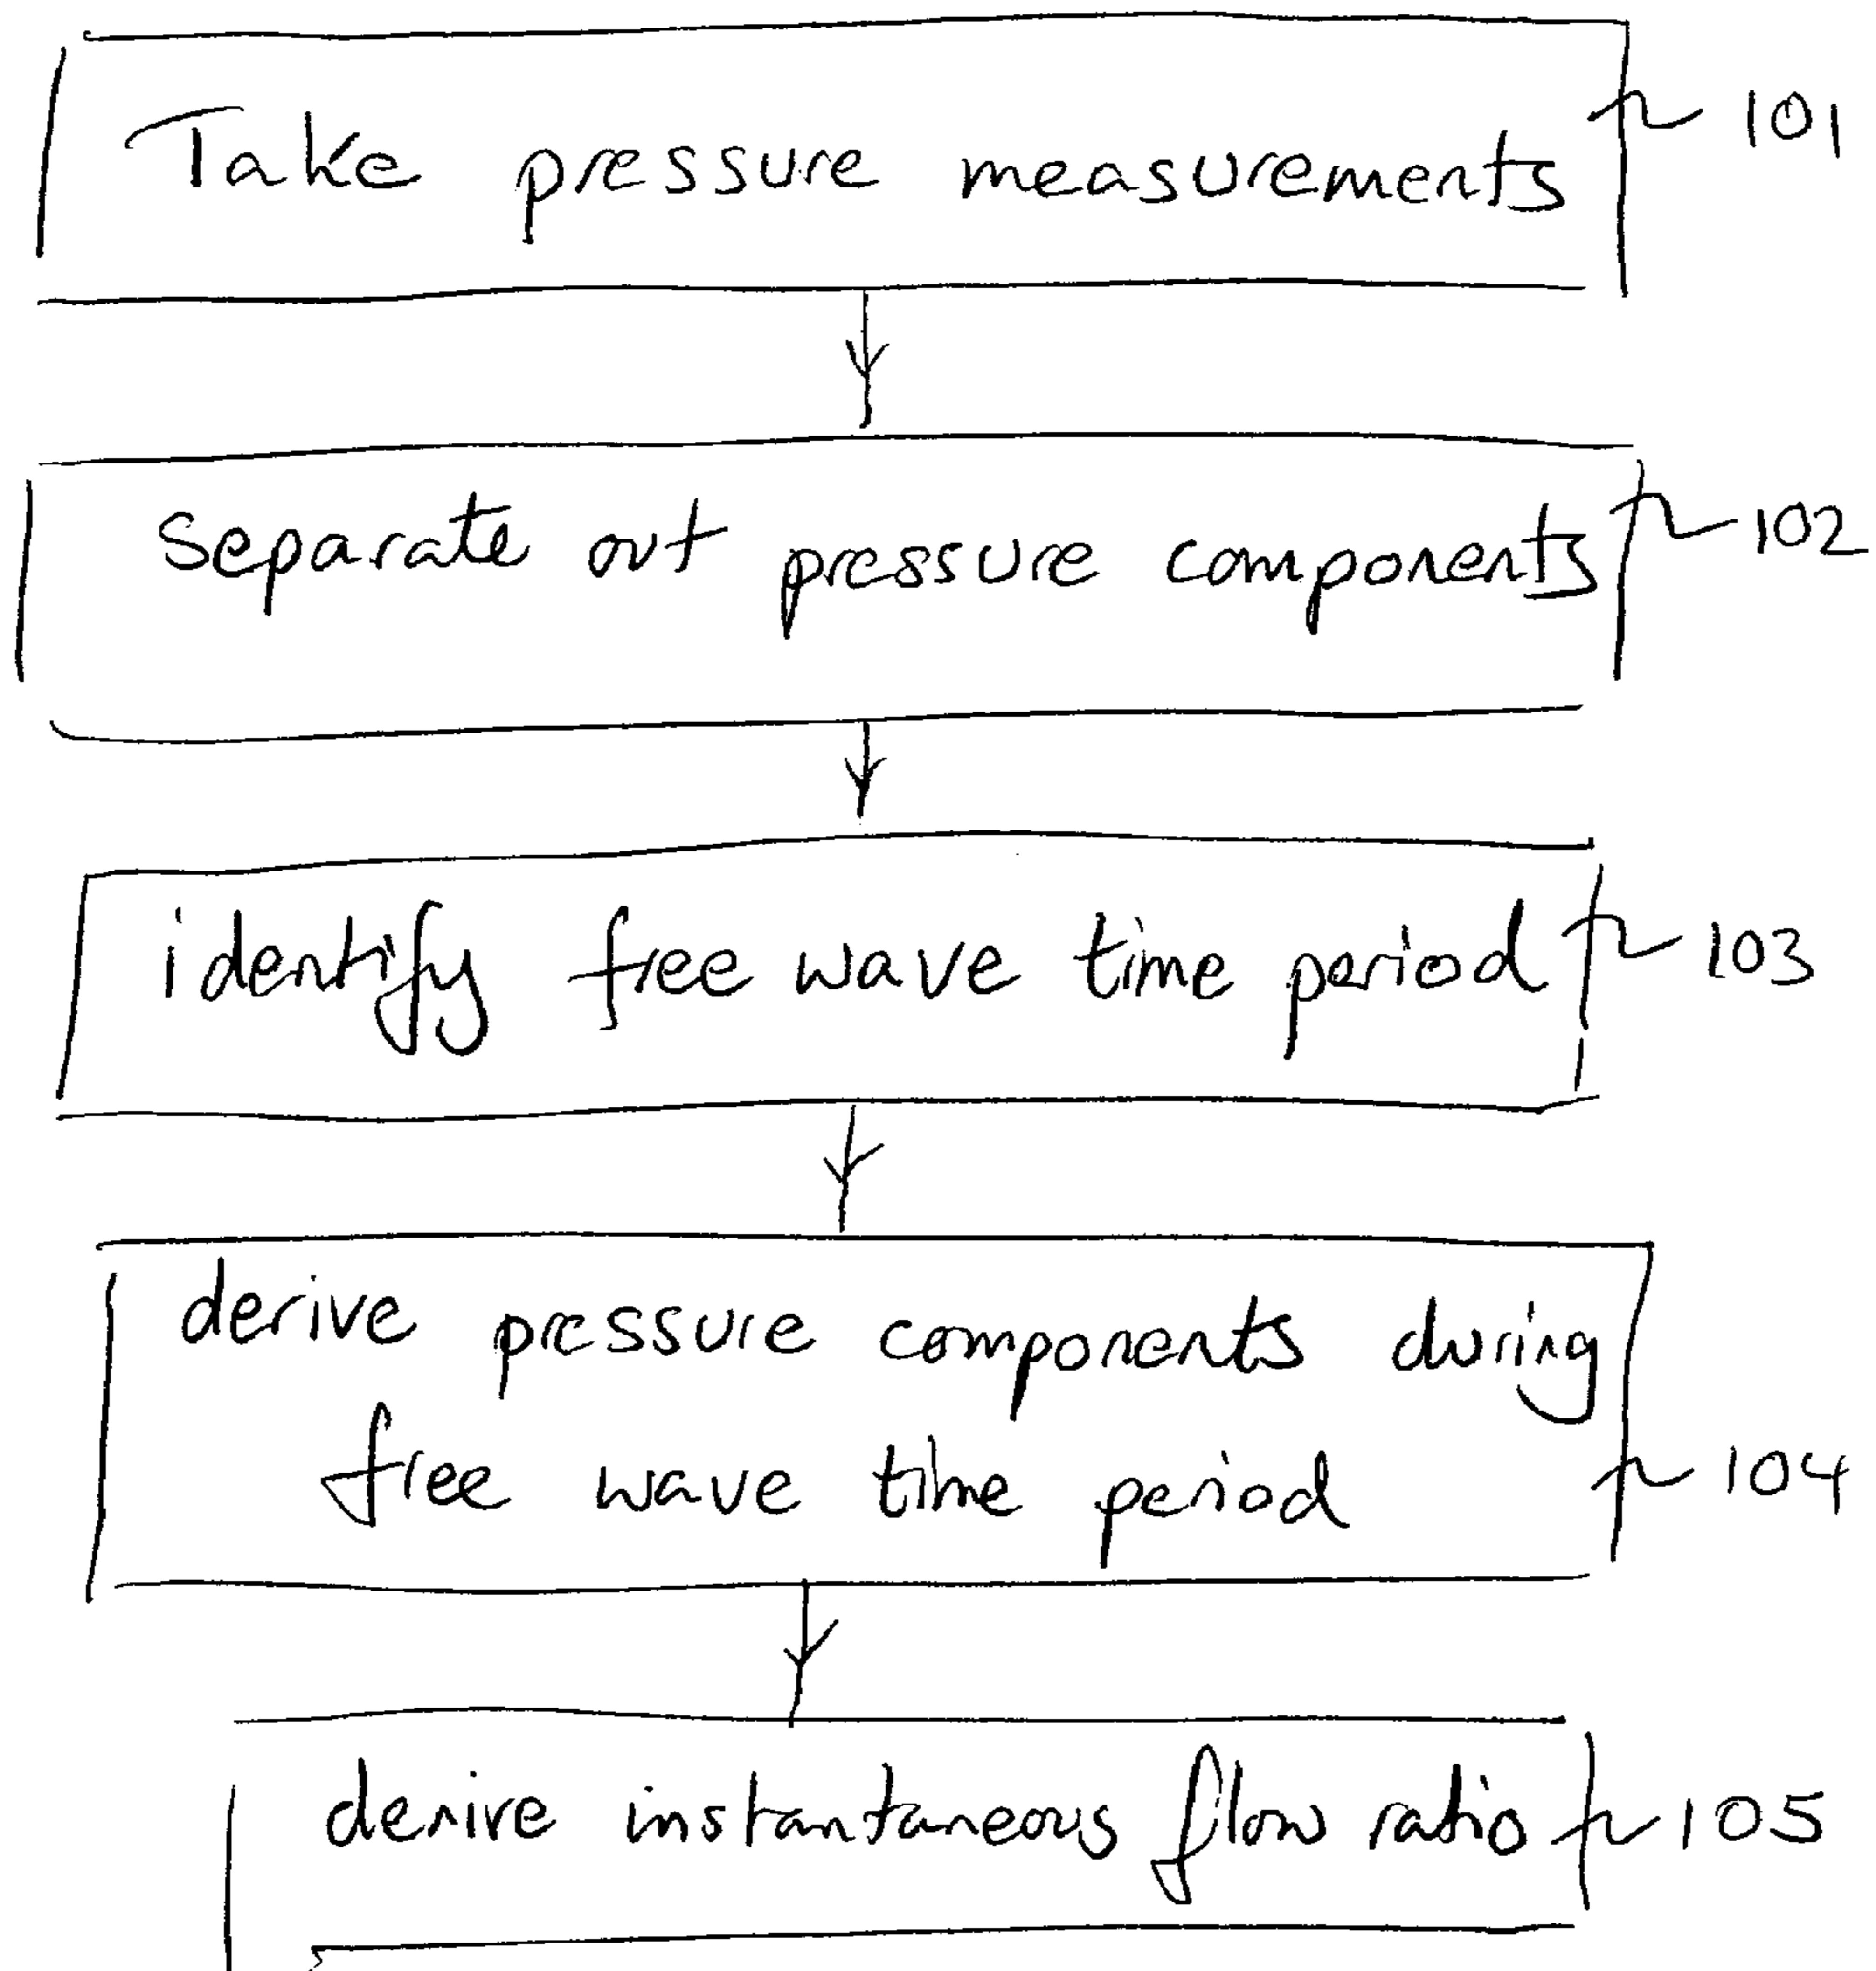 Take pressure measurements 101
Separate out pressure components 102
identify free wave time period 103
derive pressure components during
free wave time period 104
derive instantaneous flow ratio 105